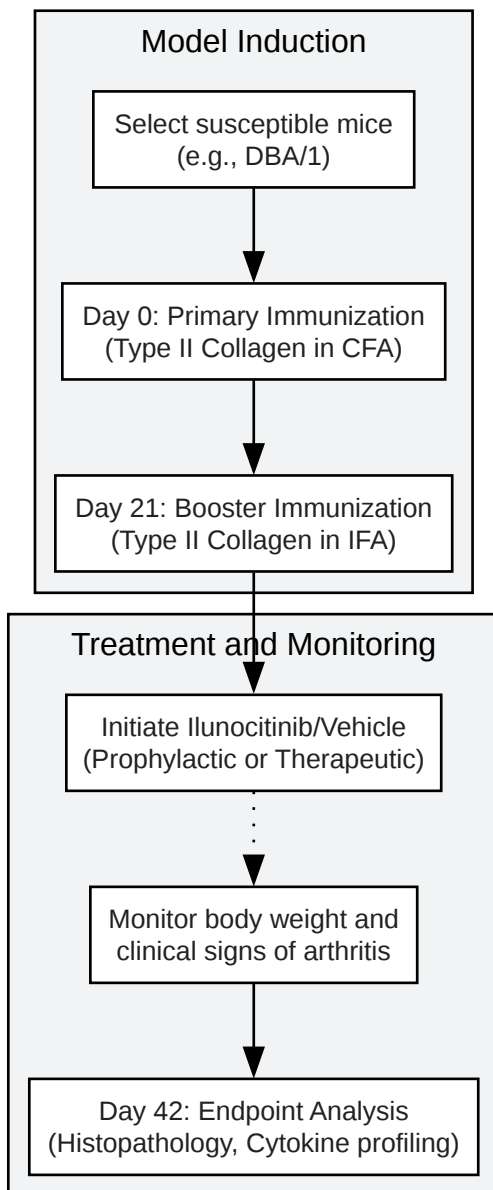 Model Induction
Select susceptible mice
(e.g., DBA/1)
Day 0: Primary Immunization
(Type II Collagen in CFA)
Day 21: Booster Immunization
(Type II Collagen in IFA)
Treatment and Monitoring
Initiate Ilunocitinib/Vehicle
(Prophylactic or Therapeutic)
Monitor body weight and
clinical signs of arthritis
Day 42: Endpoint Analysis
(Histopathology, Cytokine profiling)